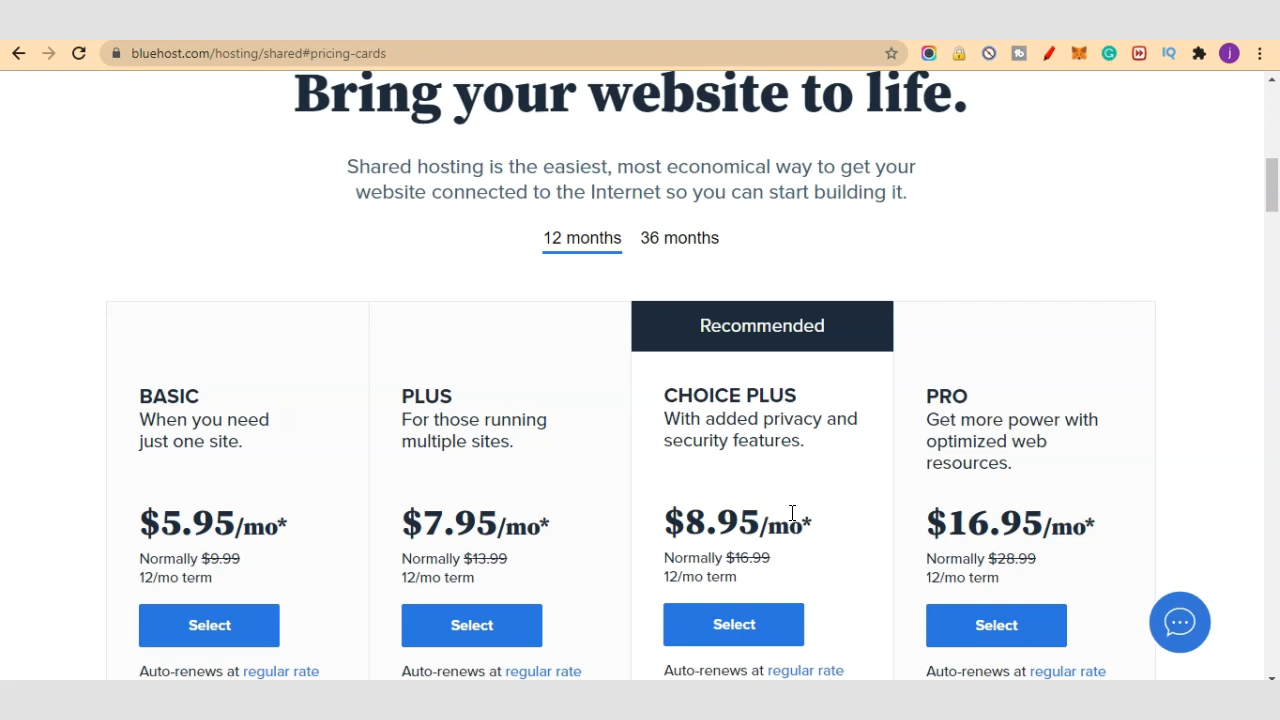 bluehost.com/hosting/shared#pricing-cards
IQ
j
Bring your website to life.
Shared hosting is the easiest, most economical way to get your
website connected to the Internet so you can start building it.
12 months 36 months
Recommended
BASIC
When you need
just one site.
$5.95/mo*
Normally $9.99
12/mo term
Select
Auto-renews at regular rate
PLUS
For those running
multiple sites.
$7.95/mo*
Normally $13.99
12/mo term
Select
Auto-renews at regular rate
CHOICE PLUS
With added privacy and
security features.
$8.95/mo*
Normally $16.99
12/mo term
Select
Auto-renews at regular rate
PRO
Get more power with
optimized web
resources.
$16.95/mo*
Normally $28.99
12/mo term
Select
Auto-renews at regular rate